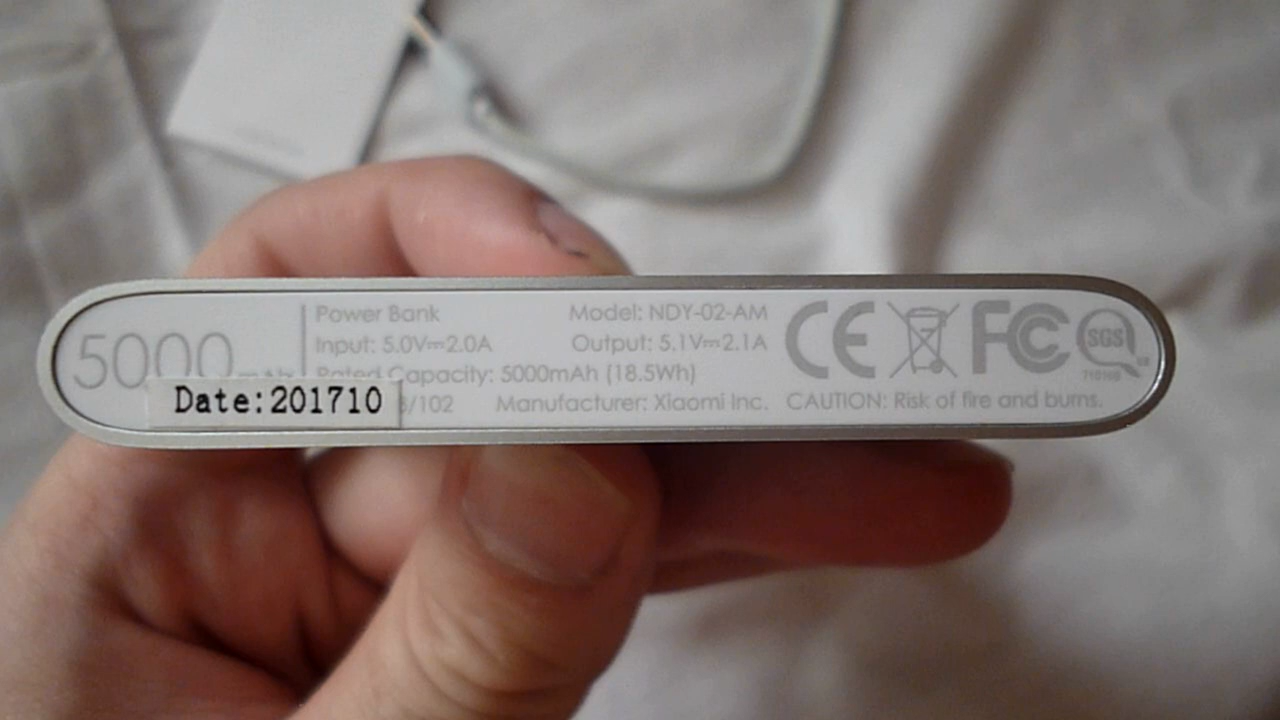 5000mAh
Power Bank Model: NDY-02-AM
Input: 5.0V⎓2.0A Output: 5.1V⎓2.1A
Rated Capacity: 5000mAh (18.5Wh)
Date:201710
/102 Manufacturer: Xiaomi Inc. CAUTION: Risk of fire and burns.
CE FC SGS